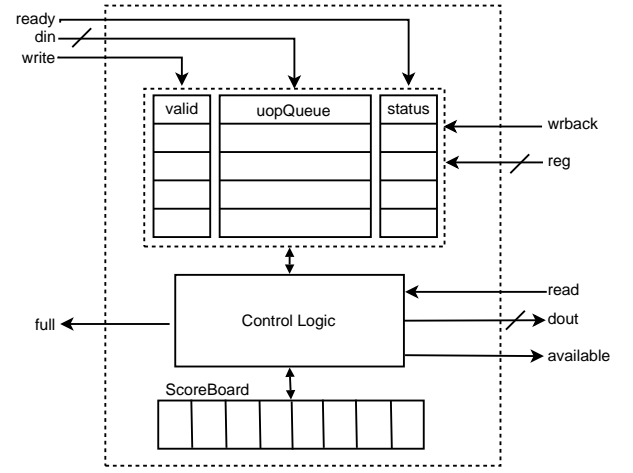 ready
din
write
valid
uopQueue
status
wrback
reg
read
full
Control Logic
dout
available
ScoreBoard